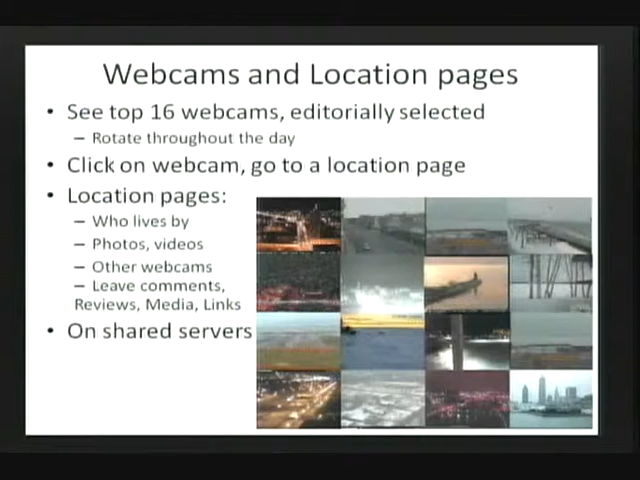 Webcams and Location pages
• See top 16 webcams, editorially selected
– Rotate throughout the day
• Click on webcam, go to a location page
• Location pages:
– Who lives by
– Photos, videos
– Other webcams
– Leave comments,
Reviews, Media, Links
• On shared servers